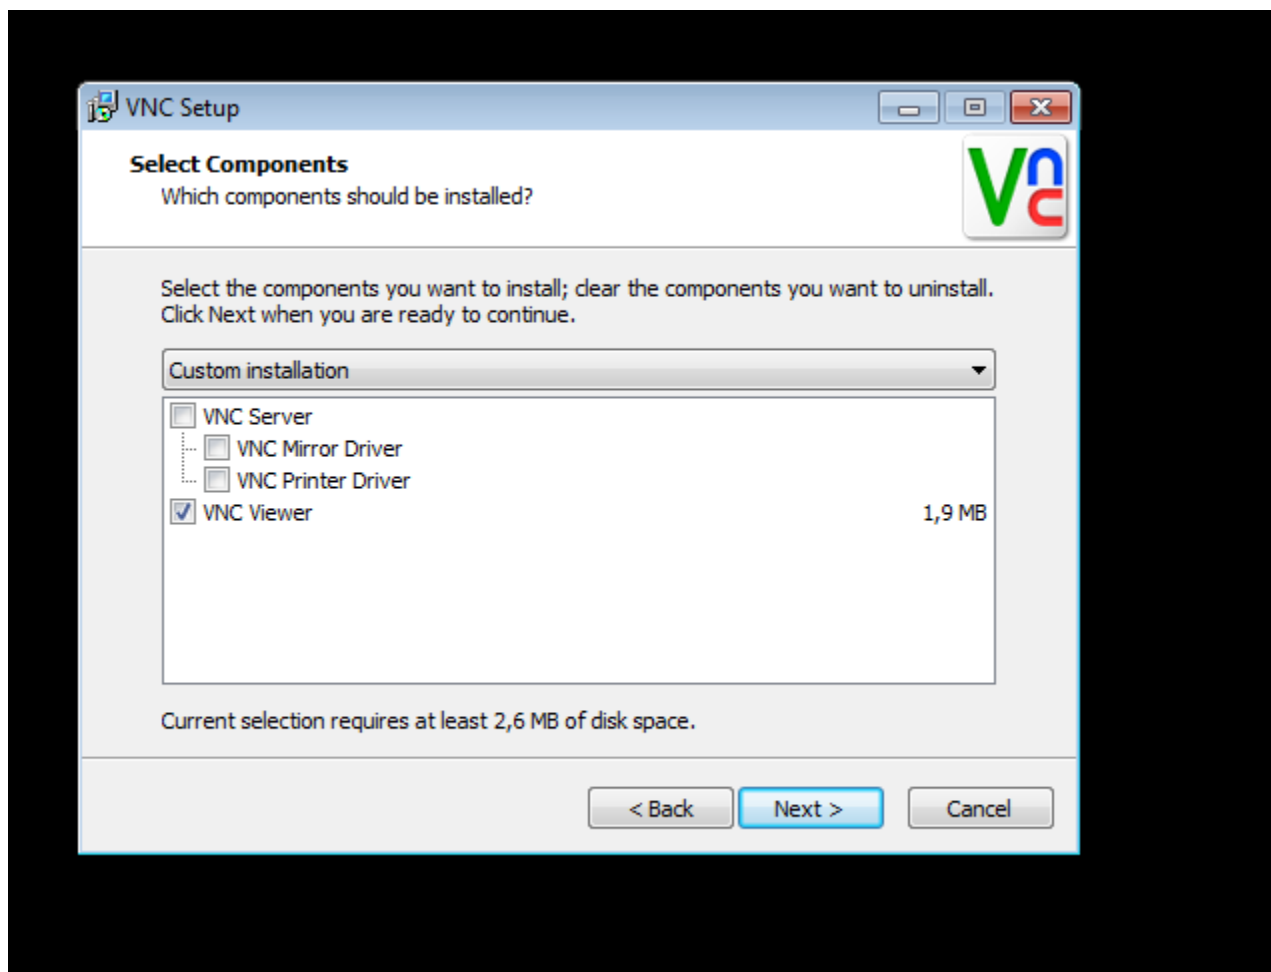 VNC Setup
Select Components
Which components should be installed?
Vnc
Select the components you want to install; clear the components you want to uninstall.
Click Next when you are ready to continue.
Custom installation
VNC Server
VNC Mirror Driver
VNC Printer Driver
VNC Viewer 1,9 MB
Current selection requires at least 2,6 MB of disk space.
< Back Next > Cancel